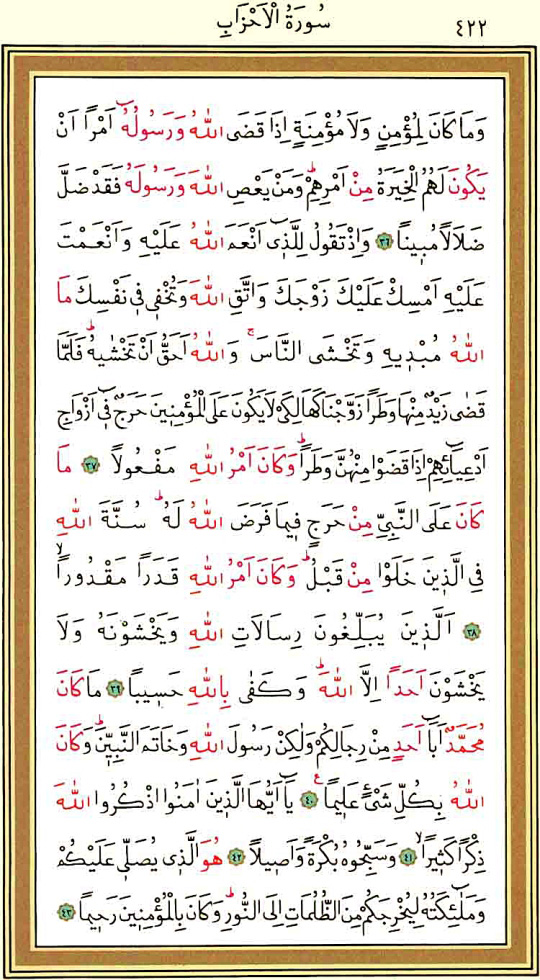 سُورَةُ الْاَحْزَابِ
٤٢٢
وَمَا كَانَ لِمُؤْمِنٍ وَلَا مُؤْمِنَةٍ اِذَا قَضَى اللّٰهُ وَرَسُولُهُٓ اَمْرًا اَنْ
يَكُونَ لَهُمُ الْخِيَرَةُ مِنْ اَمْرِهِمْۜ وَمَنْ يَعْصِ اللّٰهَ وَرَسُولَهُ فَقَدْ ضَلَّ
ضَلَالًا مُب۪ينًا ﴿٣٦﴾ وَاِذْ تَقُولُ لِلَّذ۪ٓي اَنْعَمَ اللّٰهُ عَلَيْهِ وَاَنْعَمْتَ
عَلَيْهِ اَمْسِكْ عَلَيْكَ زَوْجَكَ وَاتَّقِ اللّٰهَ وَتُخْف۪ي ف۪ي نَفْسِكَ مَا
اللّٰهُ مُبْد۪يهِ وَتَخْشَى النَّاسَۚ وَاللّٰهُ اَحَقُّ اَنْ تَخْشٰيهُۜ فَلَمَّا
قَضٰى زَيْدٌ مِنْهَا وَطَرًا زَوَّجْنَاكَهَا لِكَيْ لَا يَكُونَ عَلَى الْمُؤْمِن۪ينَ حَرَجٌ ف۪ٓي اَزْوَاجِ
اَدْعِيَٓائِهِمْ اِذَا قَضَوْا مِنْهُنَّ وَطَرًاۜ وَكَانَ اَمْرُ اللّٰهِ مَفْعُولًا ﴿٣٧﴾ مَا
كَانَ عَلَى النَّبِيِّ مِنْ حَرَجٍ ف۪يمَا فَرَضَ اللّٰهُ لَهُۜ سُنَّةَ اللّٰهِ
فِي الَّذ۪ينَ خَلَوْا مِنْ قَبْلُۜ وَكَانَ اَمْرُ اللّٰهِ قَدَرًا مَقْدُورًاۙ
﴿٣٨﴾ اَلَّذ۪ينَ يُبَلِّغُونَ رِسَالَاتِ اللّٰهِ وَيَخْشَوْنَهُ وَلَا
يَخْشَوْنَ اَحَدًا اِلَّا اللّٰهَۜ وَكَفٰى بِاللّٰهِ حَس۪يبًا ﴿٣٩﴾ مَا كَانَ
مُحَمَّدٌ اَبَٓا اَحَدٍ مِنْ رِجَالِكُمْ وَلٰكِنْ رَسُولَ اللّٰهِ وَخَاتَمَ النَّبِيّ۪نَۜ وَكَانَ
اللّٰهُ بِكُلِّ شَيْءٍ عَل۪يمًا۟ ﴿٤٠﴾ يَٓا اَيُّهَا الَّذ۪ينَ اٰمَنُوا اذْكُرُوا اللّٰهَ
ذِكْرًا كَث۪يرًاۙ ﴿٤١﴾ وَسَبِّحُوهُ بُكْرَةً وَاَص۪يلًا ﴿٤٢﴾ هُوَ الَّذ۪ي يُصَلّ۪ي عَلَيْكُمْ
وَمَلٰٓئِكَتُهُ لِيُخْرِجَكُمْ مِنَ الظُّلُمَاتِ اِلَى النُّورِۜ وَكَانَ بِالْمُؤْمِن۪ينَ رَح۪يمًا ﴿٤٣﴾